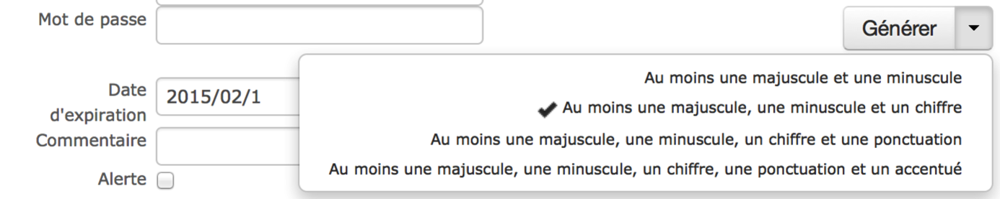 Mot de passe
Générer
Au moins une majuscule et une minuscule
Date
d'expiration
2015/02/1
Au moins une majuscule, une minuscule et un chiffre
Commentaire
Au moins une majuscule, une minuscule, un chiffre et une ponctuation
Alerte
Au moins une majuscule, une minuscule, un chiffre, une ponctuation et un accentué